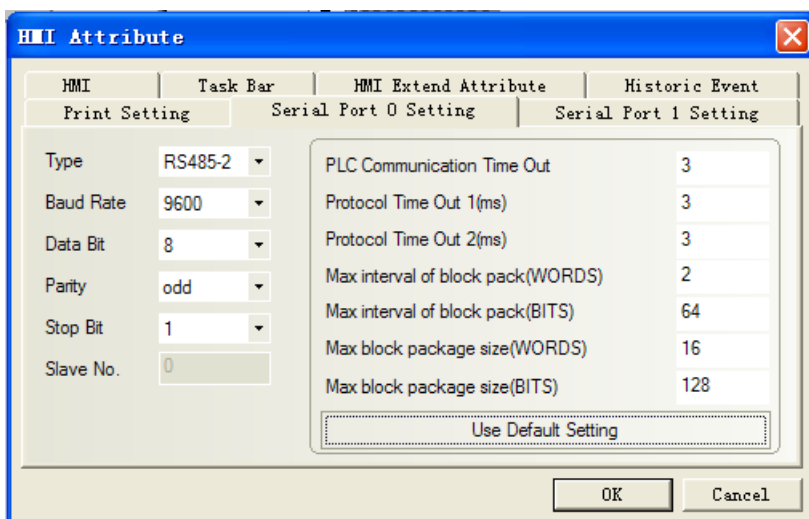 HMI Attribute
HMI Task Bar HMI Extend Attribute Historic Event
Print Setting Serial Port 0 Setting Serial Port 1 Setting
Type RS485-2
Baud Rate 9600
Data Bit 8
Parity odd
Stop Bit 1
Slave No. 0
PLC Communication Time Out 3
Protocol Time Out 1(ms) 3
Protocol Time Out 2(ms) 3
Max interval of block pack(WORDS) 2
Max interval of block pack(BITS) 64
Max block package size(WORDS) 16
Max block package size(BITS) 128
Use Default Setting
OK Cancel